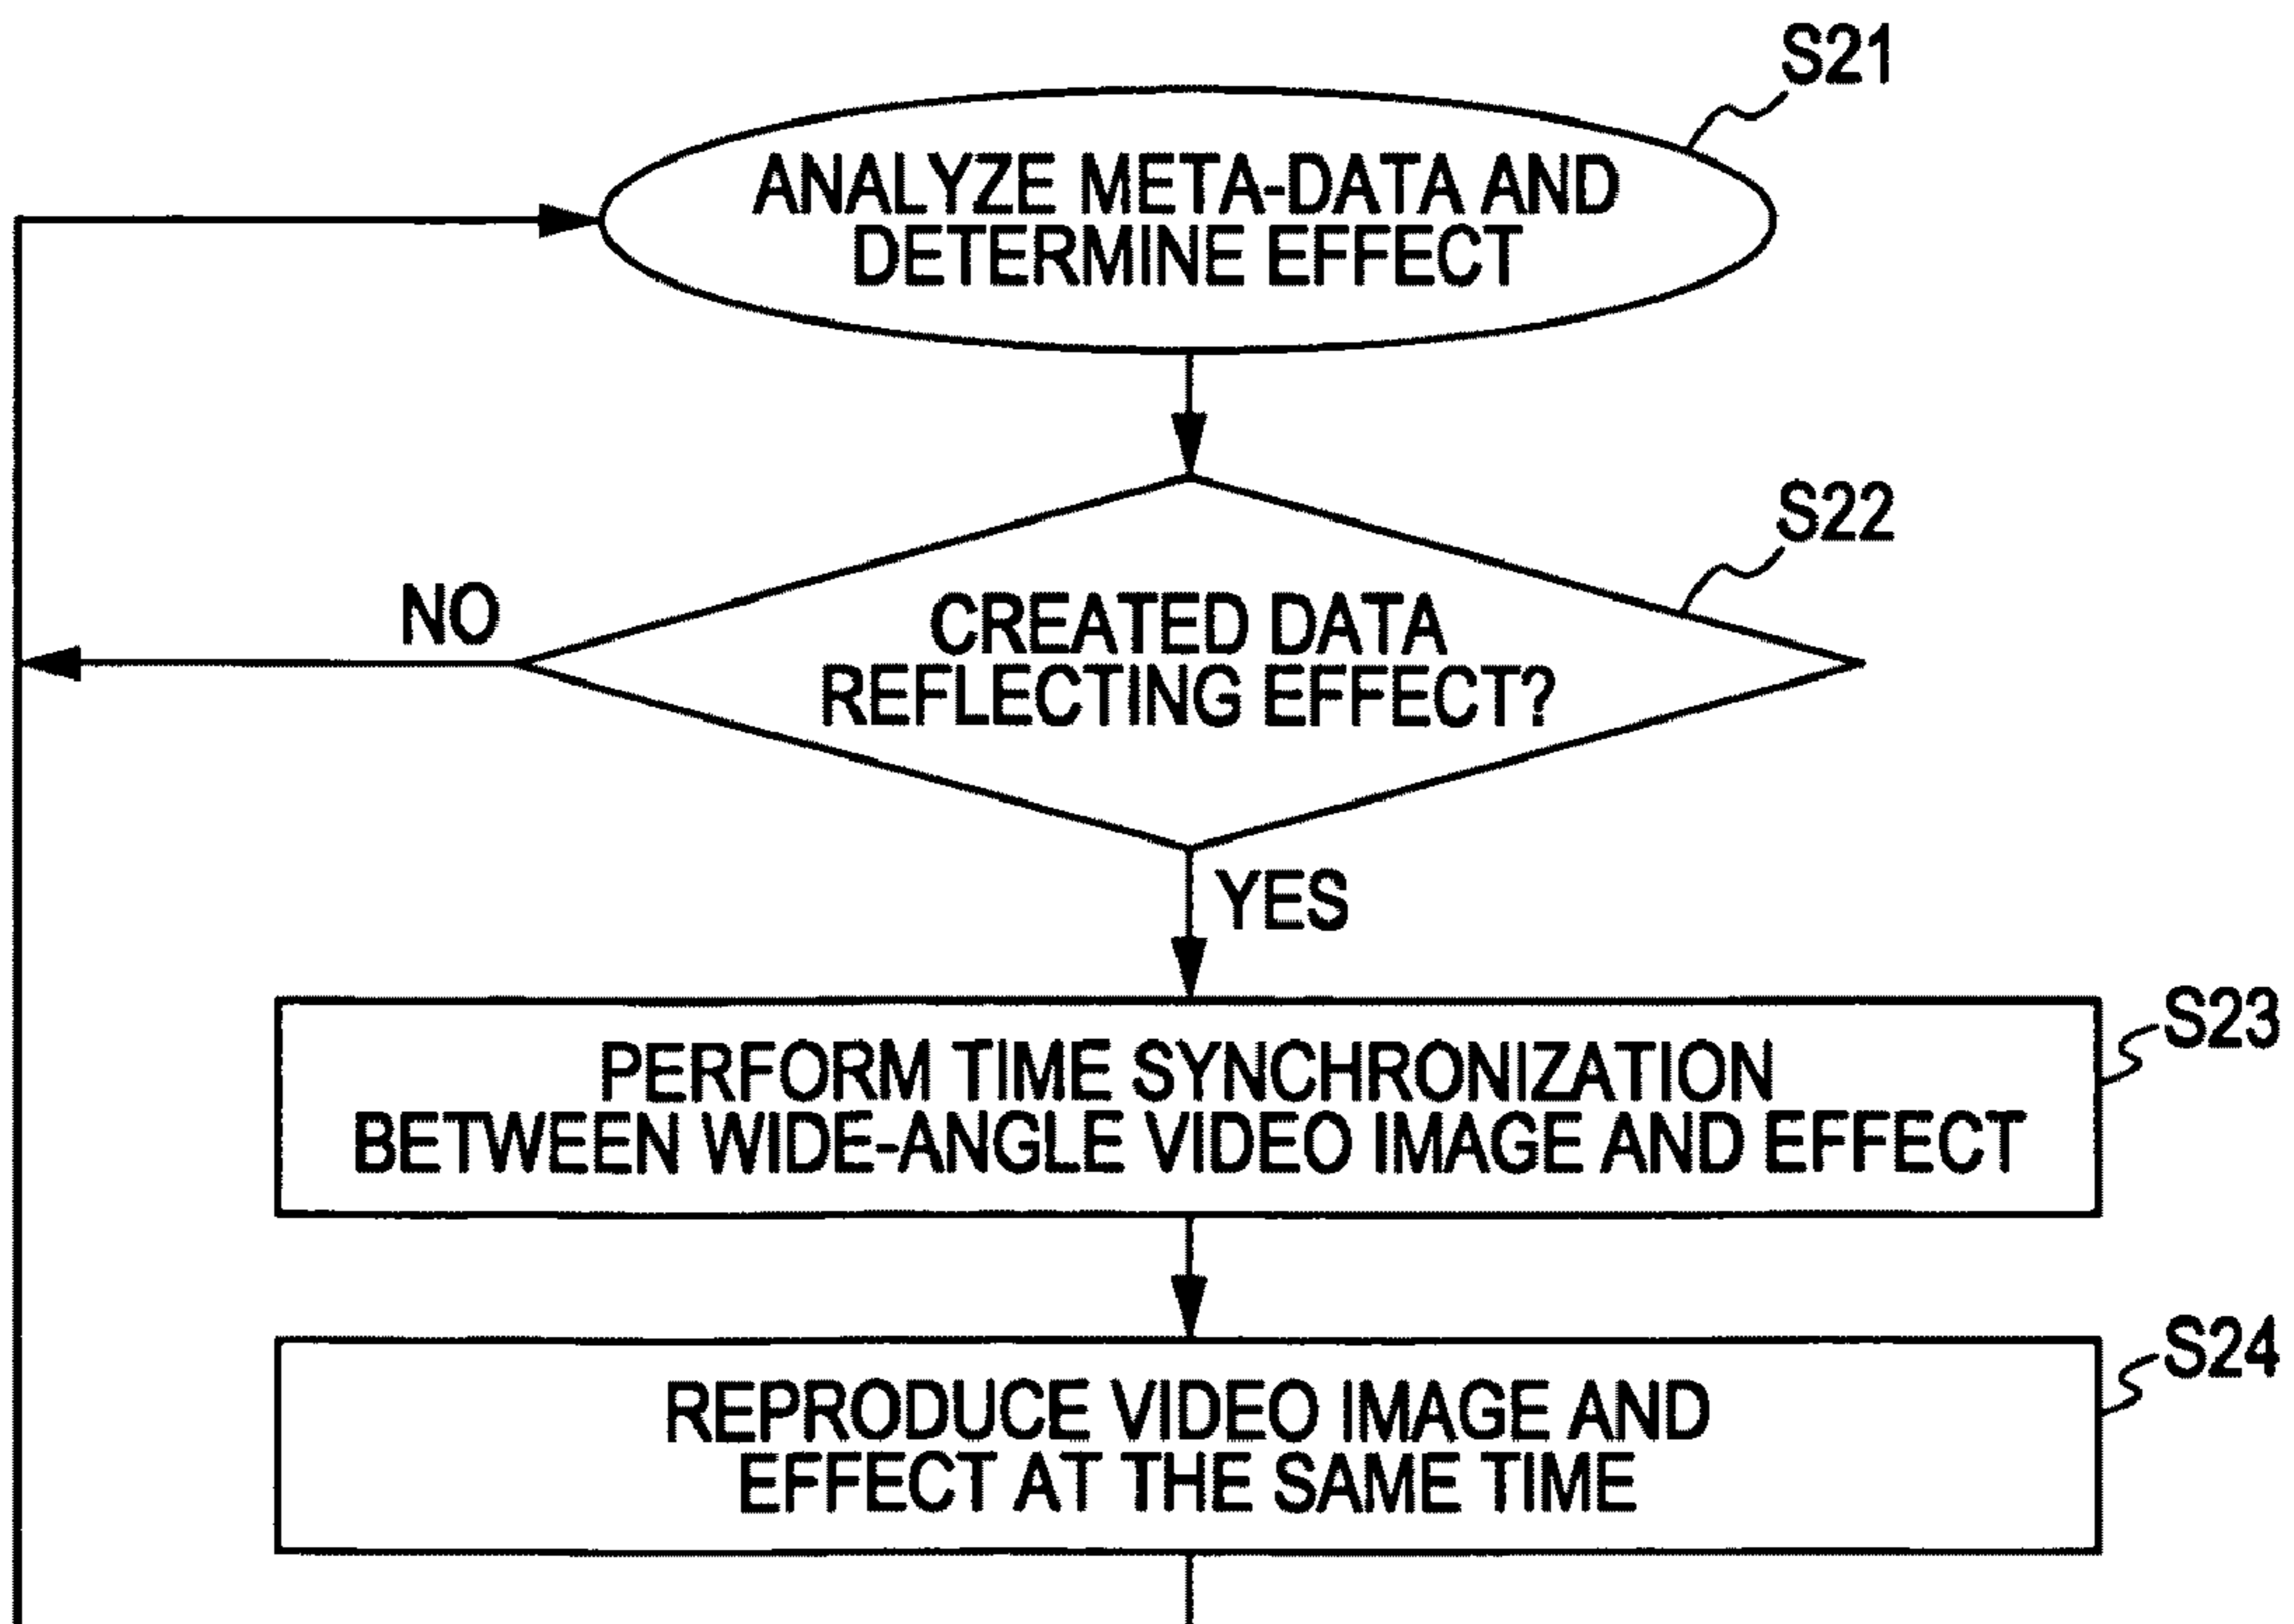 S21
ANALYZE META-DATA AND
DETERMINE EFFECT
S22
NO
CREATED DATA
REFLECTING EFFECT?
YES
S23
PERFORM TIME SYNCHRONIZATION
BETWEEN WIDE-ANGLE VIDEO IMAGE AND EFFECT
S24
REPRODUCE VIDEO IMAGE AND
EFFECT AT THE SAME TIME